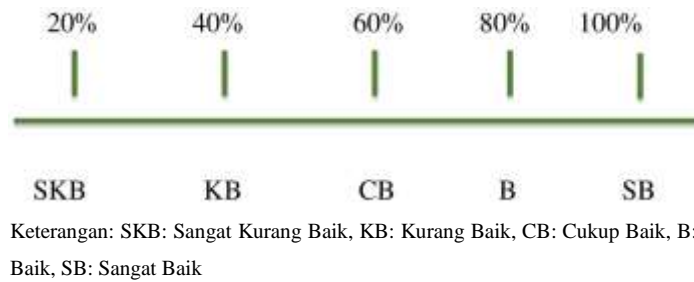 20% 40% 60% 80% 100%
SKB KB CB B SB
Keterangan: SKB: Sangat Kurang Baik, KB: Kurang Baik, CB: Cukup Baik, B:
Baik, SB: Sangat Baik